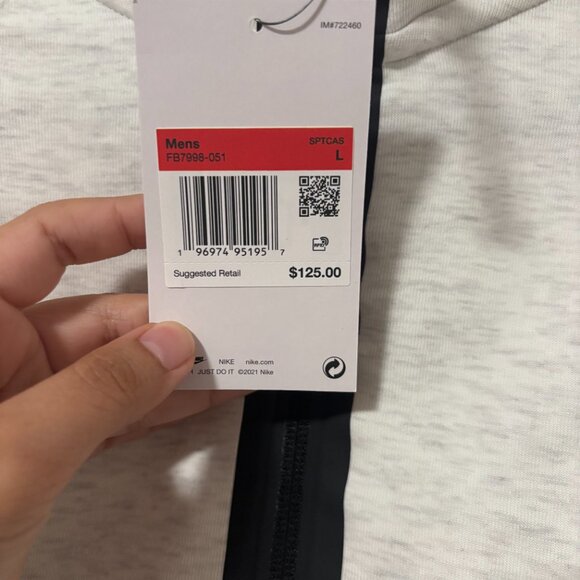 IM#722460
Mens SPTCAS
FB7998-051 L
1 96974 95195 7
Suggested Retail $125.00
NIKE nike.com
JUST DO IT ©2021 Nike